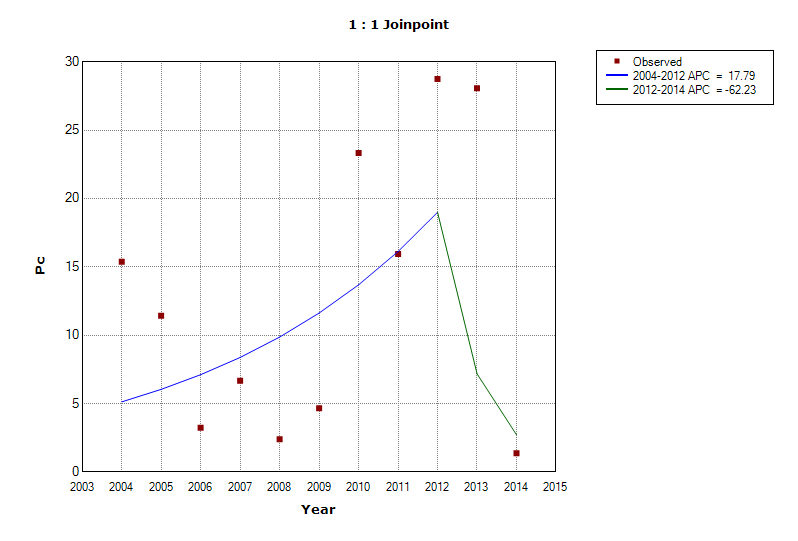 1 : 1 Joinpoint
Observed
2004-2012 APC = 17.79
2012-2014 APC = -62.23
30
25
20
15
10
5
0
Pc
2003 2004 2005 2006 2007 2008 2009 2010 2011 2012 2013 2014 2015
Year